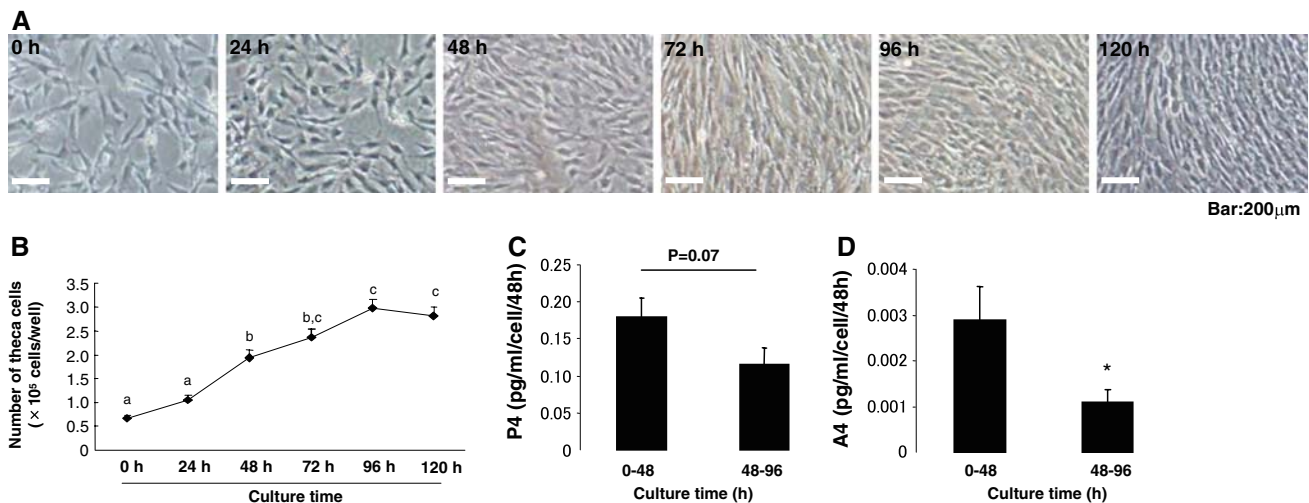 A
0 h
24 h
48 h
72 h
96 h
120 h
Bar:200μm
B
Number of theca cells
(×10⁵ cells/well)
3.5
3.0
2.5
2.0
1.5
1.0
0.5
0
a
a
b
b,c
c
c
0 h
24 h
48 h
72 h
96 h
120 h
Culture time
C
P4 (pg/ml/cell/48h)
0.25
0.20
0.15
0.10
0.05
0
P=0.07
0-48
48-96
Culture time (h)
D
A4 (pg/ml/cell/48h)
0.004
0.003
0.002
0.001
0
*
0-48
48-96
Culture time (h)